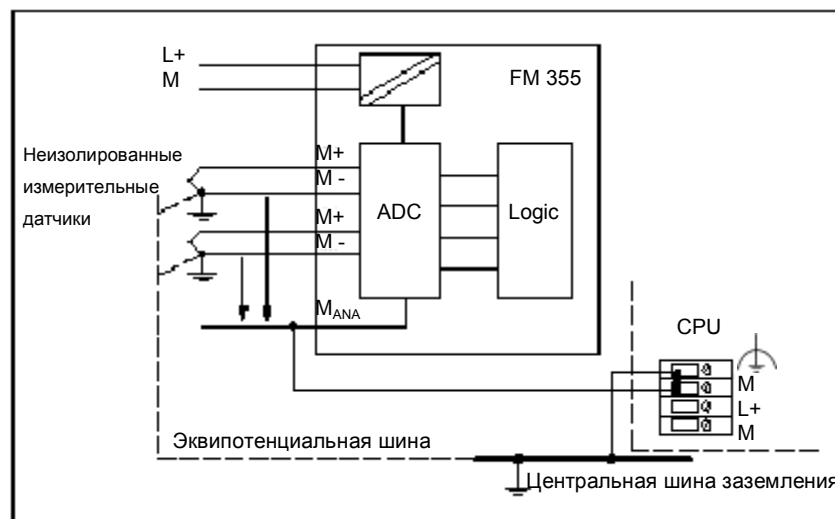 L+
M
FM 355
Неизолированные
измерительные
датчики
M+
M -
M+
M -
ADC
Logic
MANA
CPU
M
L+
M
Эквипотенциальная шина
Центральная шина заземления